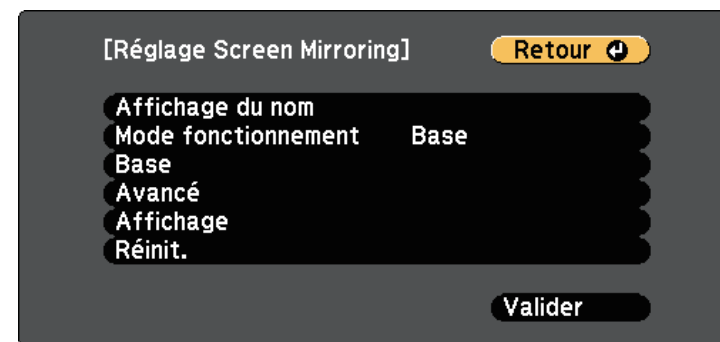 [Réglage Screen Mirroring]
Retour
Affichage du nom
Mode fonctionnement Base
Base
Avancé
Affichage
Réinit.
Valider